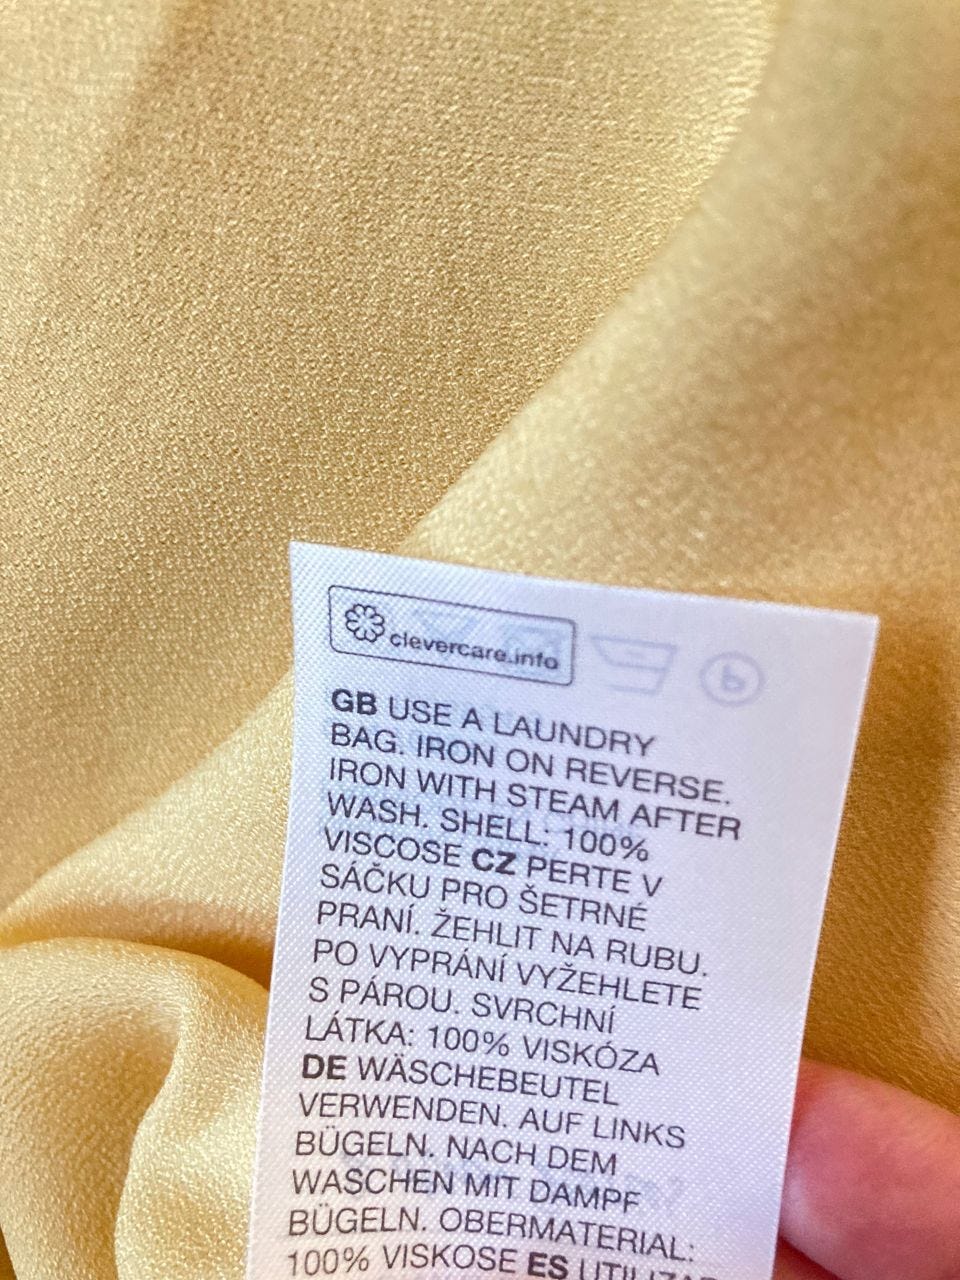 clevercare.info
GB USE A LAUNDRY
BAG. IRON ON REVERSE.
IRON WITH STEAM AFTER
WASH. SHELL: 100%
VISCOSE CZ PERTE V
SÁČKU PRO ŠETRNÉ
PRANÍ. ŽEHLIT NA RUBU.
PO VYPRÁNÍ VYŽEHLETE
S PÁROU. SVRCHNÍ
LÁTKA: 100% VISKÓZA
DE WÄSCHEBEUTEL
VERWENDEN. AUF LINKS
BÜGELN. NACH DEM
WASCHEN MIT DAMPF
BÜGELN. OBERMATERIAL:
100% VISKOSE ES